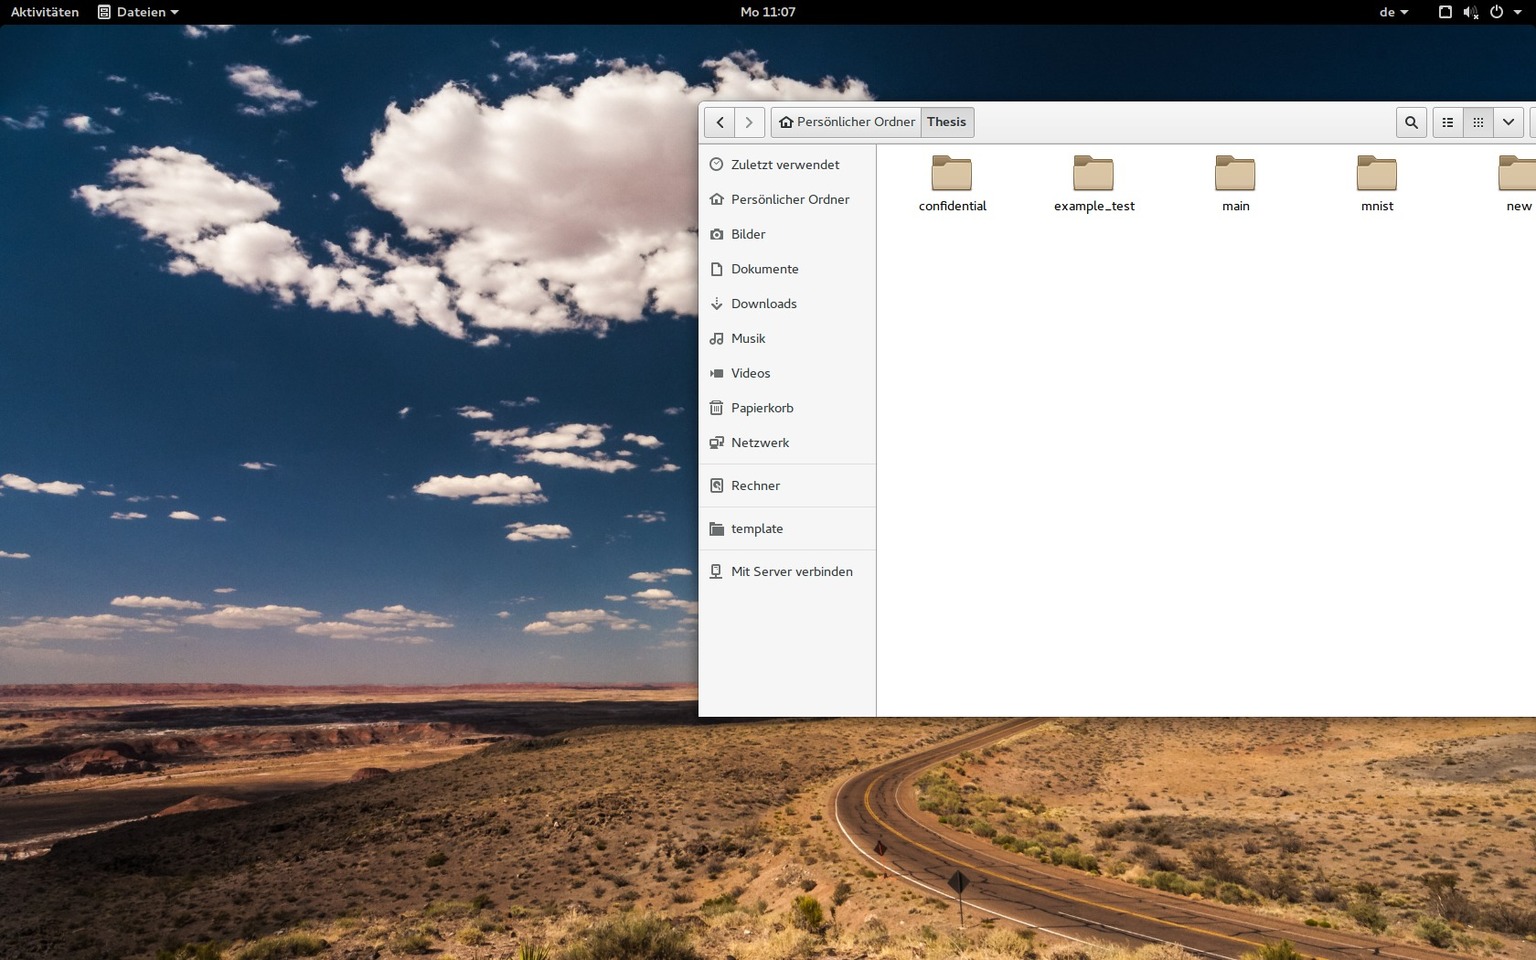 Aktivitäten Dateien Mo 11:07 de
Persönlicher Ordner Thesis
Zuletzt verwendet
Persönlicher Ordner
Bilder
Dokumente
Downloads
Musik
Videos
Papierkorb
Netzwerk
Rechner
template
Mit Server verbinden
confidential example_test main mnist new